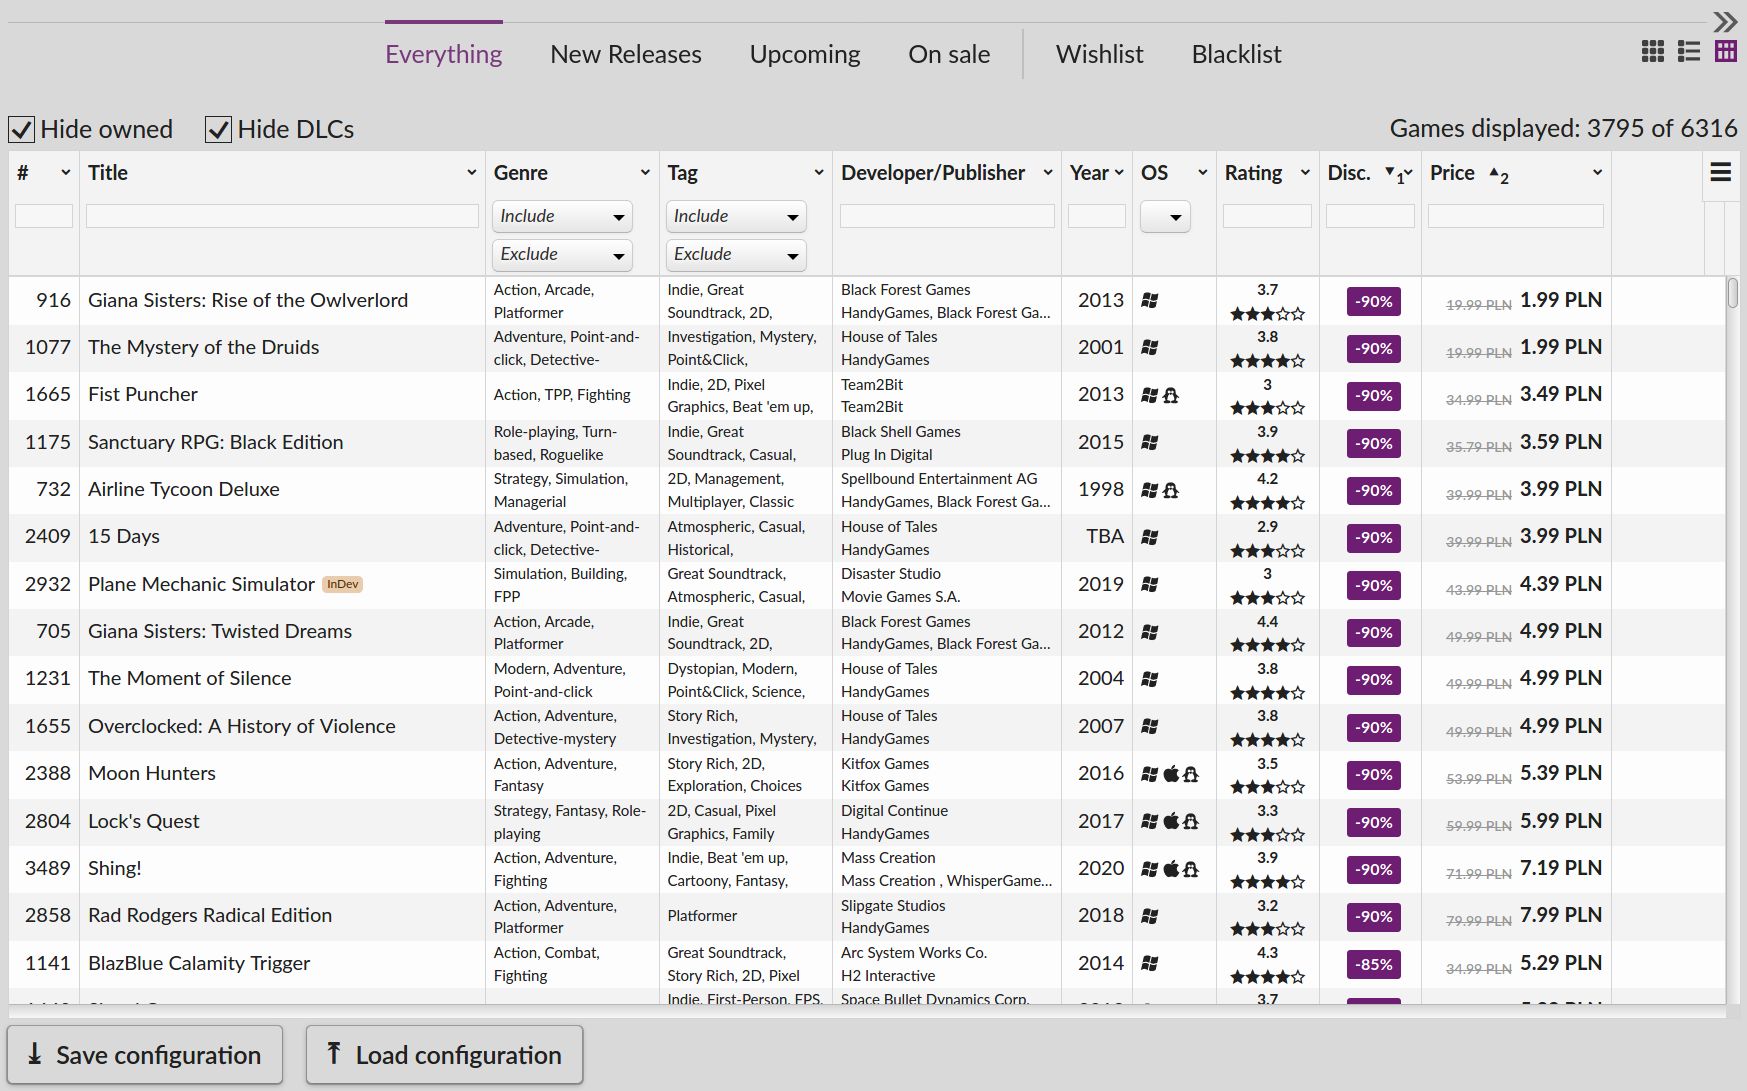 Everything New Releases Upcoming On sale Wishlist Blacklist
Hide owned Hide DLCs Games displayed: 3795 of 6316
# Title Genre Tag Developer/Publisher Year OS Rating Disc. 1 Price 2
Include Include
Exclude Exclude
916 Giana Sisters: Rise of the Owlverlord Action, Arcade, Platformer Indie, Great Soundtrack, 2D, Black Forest Games HandyGames, Black Forest Ga... 2013 3.7 -90% 19.99 PLN 1.99 PLN
1077 The Mystery of the Druids Adventure, Point-and-click, Detective- Investigation, Mystery, Point&Click, House of Tales HandyGames 2001 3.8 -90% 19.99 PLN 1.99 PLN
1665 Fist Puncher Action, TPP, Fighting Indie, 2D, Pixel Graphics, Beat 'em up, Team2Bit Team2Bit 2013 3 -90% 34.99 PLN 3.49 PLN
1175 Sanctuary RPG: Black Edition Role-playing, Turn-based, Roguelike Indie, Great Soundtrack, Casual, Black Shell Games Plug In Digital 2015 3.9 -90% 35.79 PLN 3.59 PLN
732 Airline Tycoon Deluxe Strategy, Simulation, Managerial 2D, Management, Multiplayer, Classic Spellbound Entertainment AG HandyGames, Black Forest Ga... 1998 4.2 -90% 39.99 PLN 3.99 PLN
2409 15 Days Adventure, Point-and-click, Detective- Atmospheric, Casual, Historical, House of Tales HandyGames TBA 2.9 -90% 39.99 PLN 3.99 PLN
2932 Plane Mechanic Simulator InDev Simulation, Building, FPP Great Soundtrack, Atmospheric, Casual, Disaster Studio Movie Games S.A. 2019 3 -90% 43.99 PLN 4.39 PLN
705 Giana Sisters: Twisted Dreams Action, Arcade, Platformer Indie, Great Soundtrack, 2D, Black Forest Games HandyGames, Black Forest Ga... 2012 4.4 -90% 49.99 PLN 4.99 PLN
1231 The Moment of Silence Modern, Adventure, Point-and-click Dystopian, Modern, Point&Click, Science, House of Tales HandyGames 2004 3.8 -90% 49.99 PLN 4.99 PLN
1655 Overclocked: A History of Violence Action, Adventure, Detective-mystery Story Rich, Investigation, Mystery, House of Tales HandyGames 2007 3.8 -90% 49.99 PLN 4.99 PLN
2388 Moon Hunters Action, Adventure, Fantasy Story Rich, 2D, Exploration, Choices Kitfox Games Kitfox Games 2016 3.5 -90% 53.99 PLN 5.39 PLN
2804 Lock's Quest Strategy, Fantasy, Role-playing 2D, Casual, Pixel Graphics, Family Digital Continue HandyGames 2017 3.3 -90% 59.99 PLN 5.99 PLN
3489 Shing! Action, Adventure, Fighting Indie, Beat 'em up, Cartoony, Fantasy, Mass Creation Mass Creation , WhisperGame... 2020 3.9 -90% 71.99 PLN 7.19 PLN
2858 Rad Rodgers Radical Edition Action, Adventure, Platformer Platformer Slipgate Studios HandyGames 2018 3.2 -90% 79.99 PLN 7.99 PLN
1141 BlazBlue Calamity Trigger Action, Combat, Fighting Great Soundtrack, Story Rich, 2D, Pixel Arc System Works Co. H2 Interactive 2014 4.3 -85% 34.99 PLN 5.29 PLN
Indie, First-Person, FPS, Space Bullet Dynamics Corp. 3.7
Save configuration Load configuration